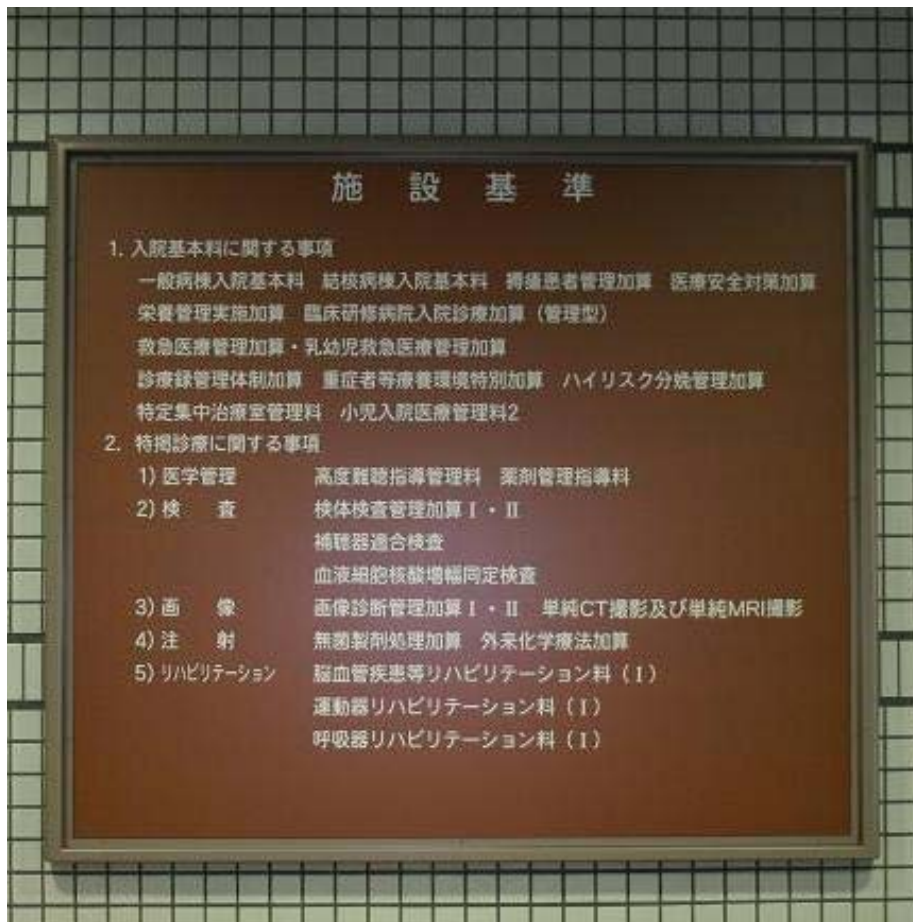 施設基準
1. 入院基本料に関する事項
一般病棟入院基本料 結核病棟入院基本料 褥瘡患者管理加算 医療安全対策加算
栄養管理実施加算 臨床研修病院入院診療加算（管理型）
救急医療管理加算・乳幼児救急医療管理加算
診療録管理体制加算 重症者等療養環境特別加算 ハイリスク分娩管理加算
特定集中治療室管理料 小児入院医療管理料2
2. 特掲診療に関する事項
1) 医学管理 高度難聴指導管理料 薬剤管理指導料
2) 検査 検体検査管理加算Ⅰ・Ⅱ
補聴器適合検査
血液細胞核酸増幅同定検査
3) 画像 画像診断管理加算Ⅰ・Ⅱ 単純CT撮影及び単純MRI撮影
4) 注射 無菌製剤処理加算 外来化学療法加算
5) リハビリテーション 脳血管疾患等リハビリテーション料（Ⅰ）
運動器リハビリテーション料（Ⅰ）
呼吸器リハビリテーション料（Ⅰ）